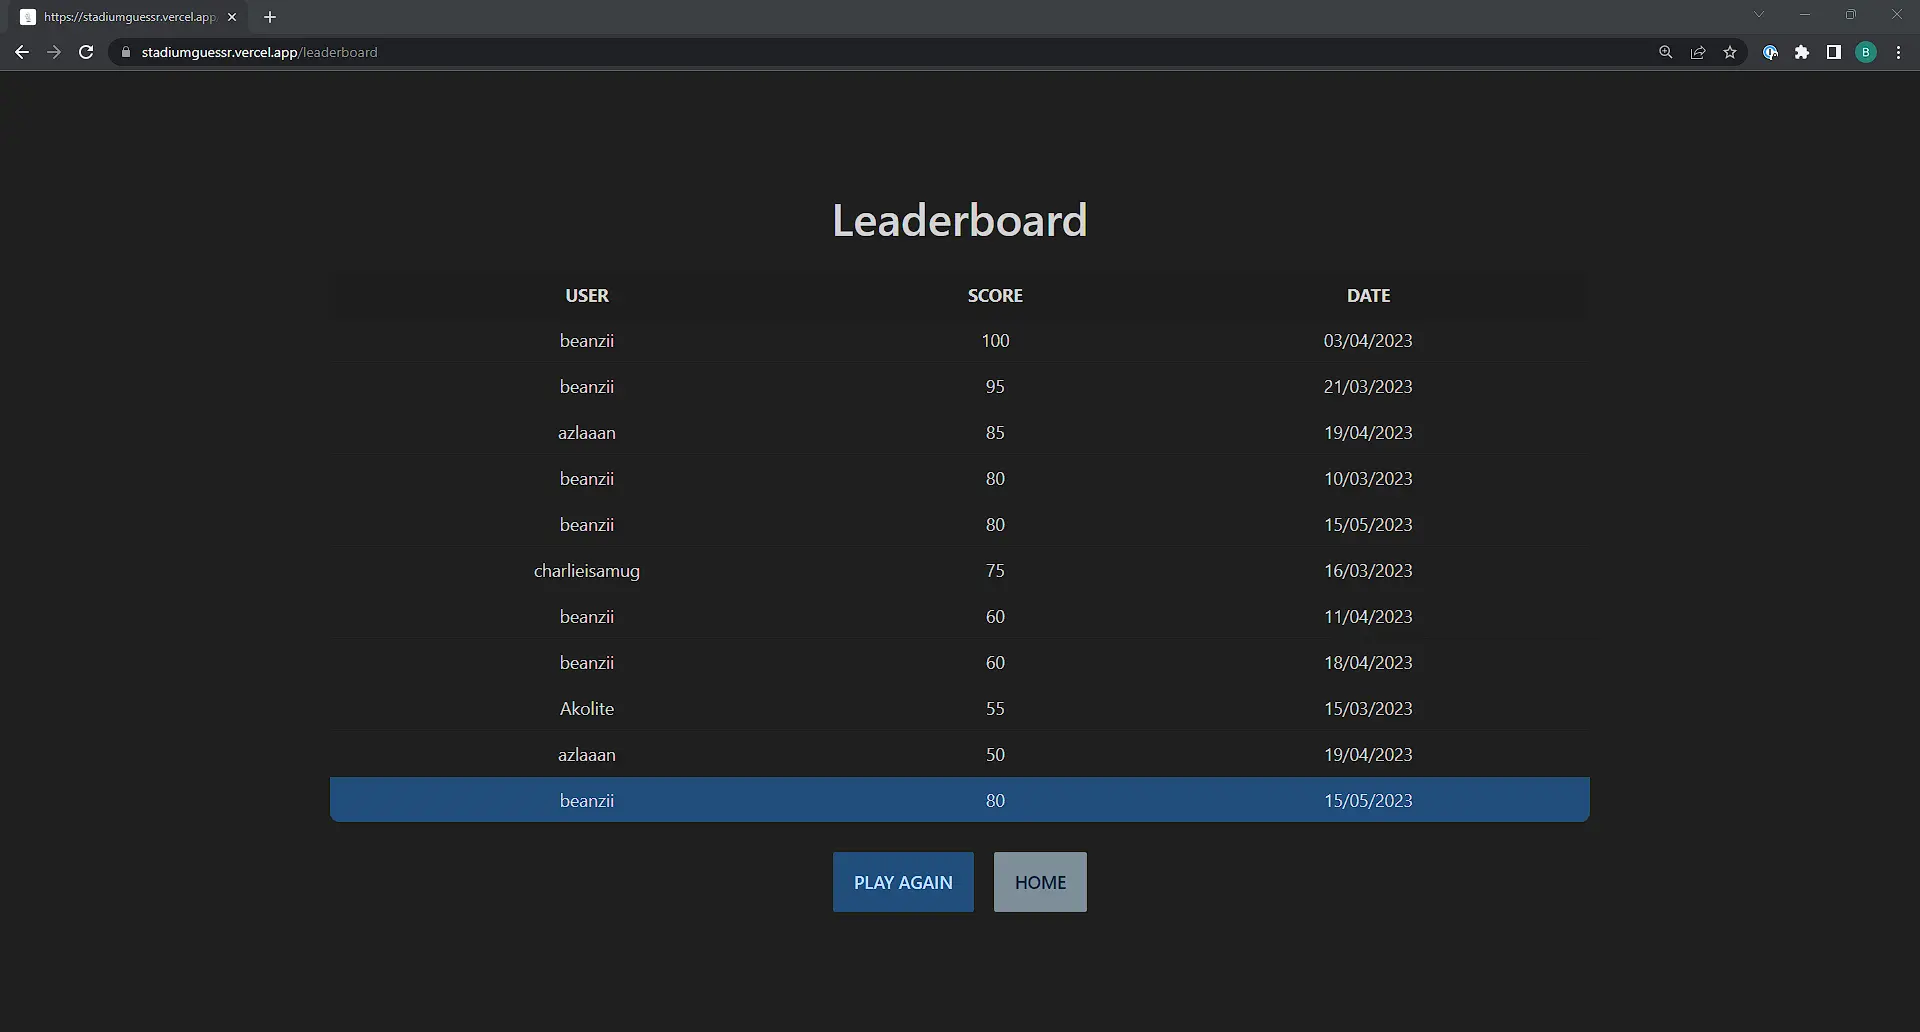 https://stadiumguessr.vercel.app
stadiumguessr.vercel.app/leaderboard
B
Leaderboard
USER SCORE DATE
beanzii 100 03/04/2023
beanzii 95 21/03/2023
azlaaan 85 19/04/2023
beanzii 80 10/03/2023
beanzii 80 15/05/2023
charlieisamug 75 16/03/2023
beanzii 60 11/04/2023
beanzii 60 18/04/2023
Akolite 55 15/03/2023
azlaaan 50 19/04/2023
beanzii 80 15/05/2023
PLAY AGAIN HOME